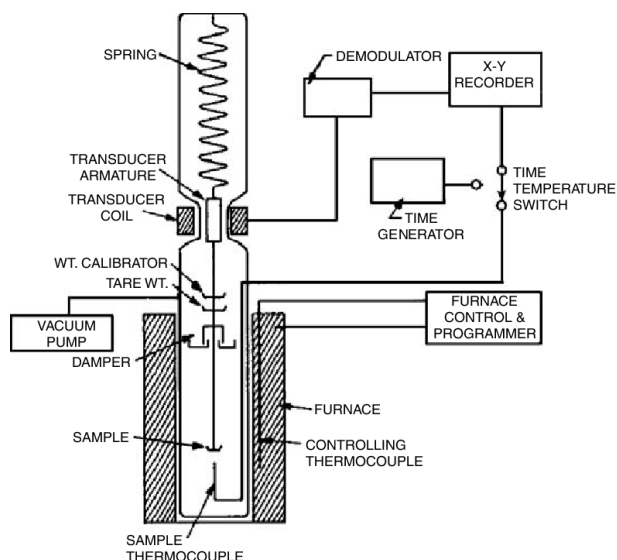 SPRING
DEMODULATOR
X-Y
RECORDER
TRANSDUCER
ARMATURE
TRANSDUCER
COIL
TIME
TEMPERATURE
SWITCH
TIME
GENERATOR
WT. CALIBRATOR
TARE WT.
VACUUM
PUMP
DAMPER
FURNACE
CONTROL &
PROGRAMMER
FURNACE
SAMPLE
CONTROLLING
THERMOCOUPLE
SAMPLE
THERMOCOUPLE